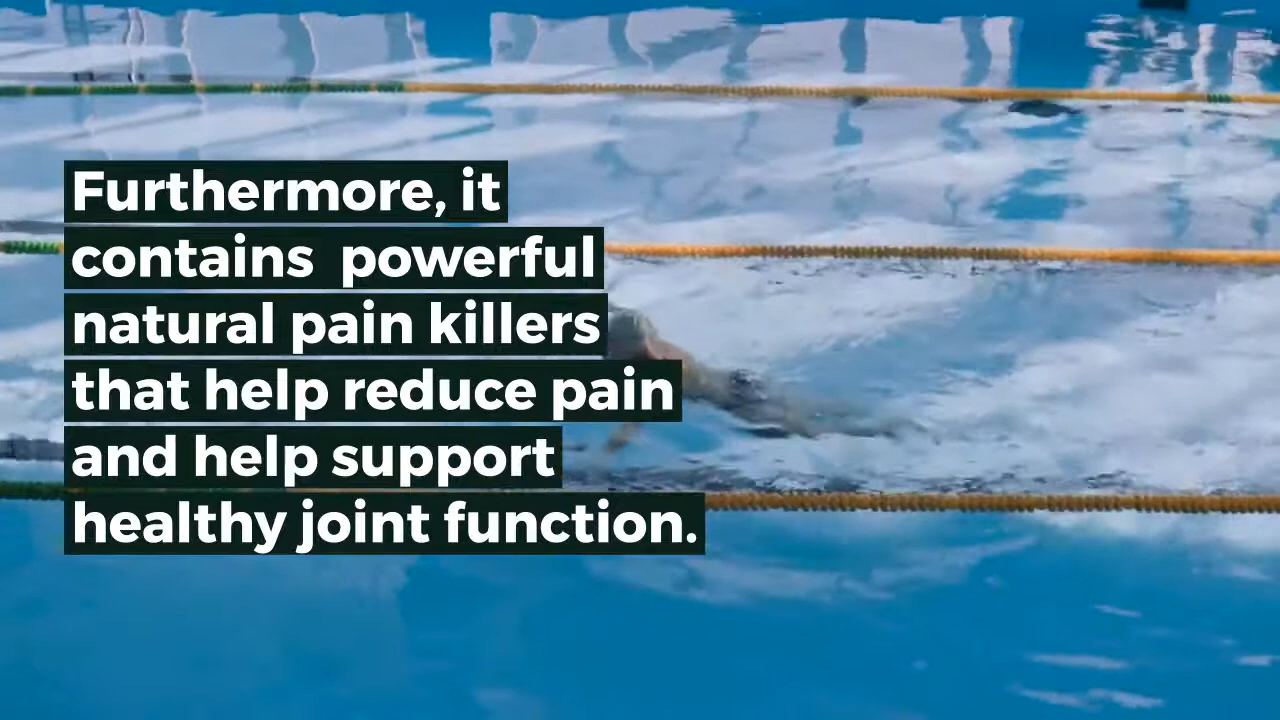 Furthermore, it
contains  powerful
natural pain killers
that help reduce pain
and help support
healthy joint function.